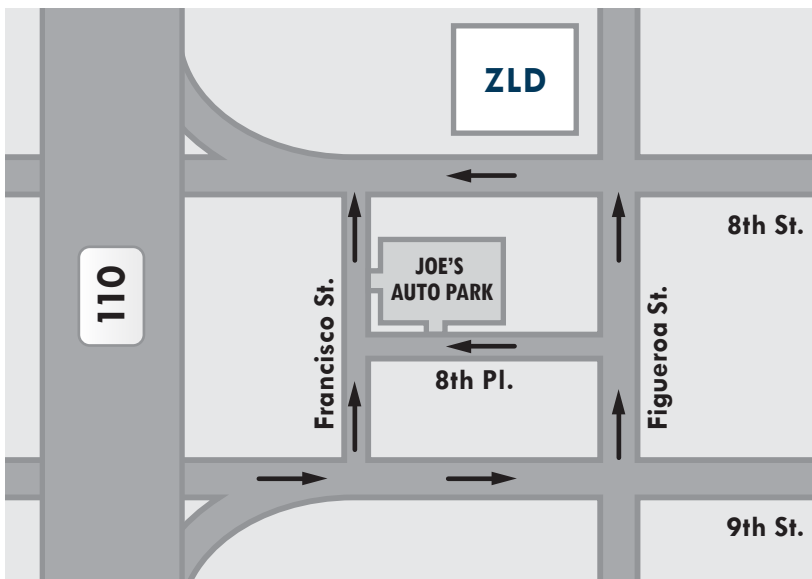 ZLD
8th St.
110
JOE'S
AUTO PARK
Francisco St.
8th Pl.
Figueroa St.
9th St.